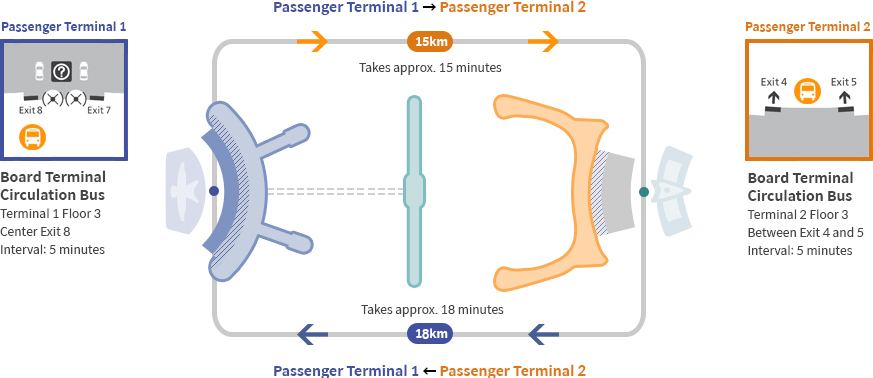 Passenger Terminal 1 → Passenger Terminal 2
15km
Takes approx. 15 minutes
Passenger Terminal 1
?
Exit 8
Exit 7
Board Terminal
Circulation Bus
Terminal 1 Floor 3
Center Exit 8
Interval: 5 minutes
Passenger Terminal 2
Exit 4
Exit 5
Board Terminal
Circulation Bus
Terminal 2 Floor 3
Between Exit 4 and 5
Interval: 5 minutes
Takes approx. 18 minutes
18km
Passenger Terminal 1 ← Passenger Terminal 2